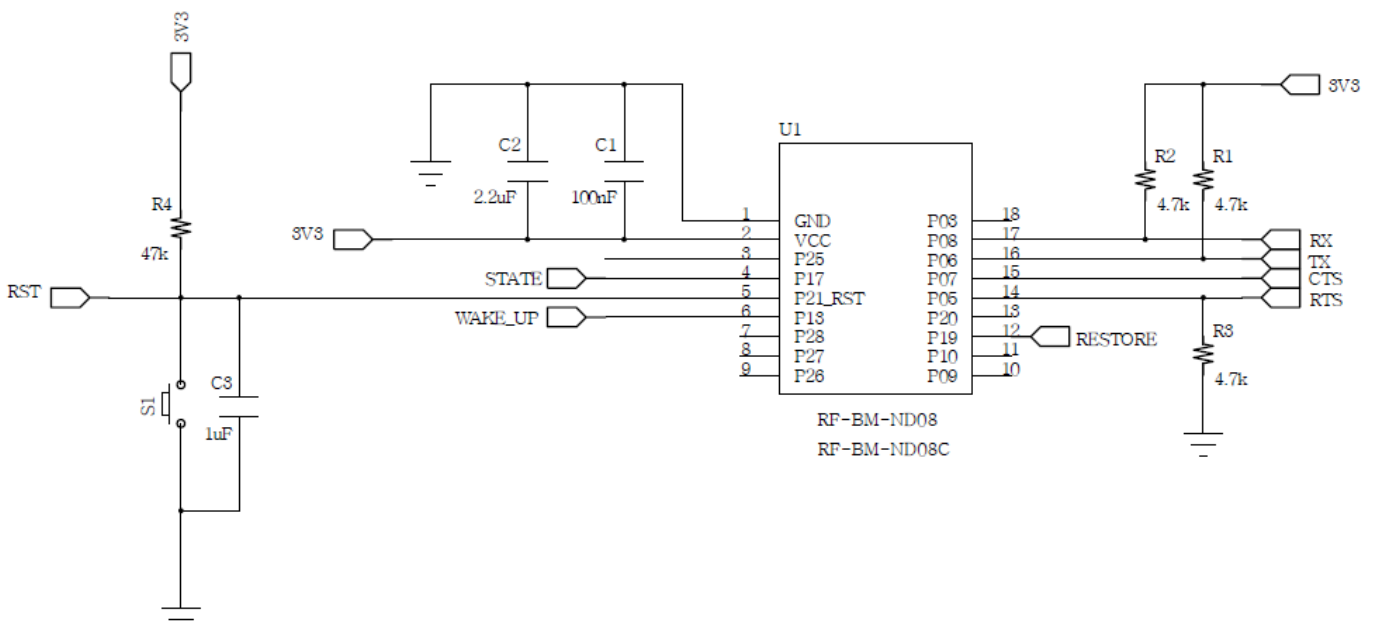 3V3
R4
47k
RST
S1
C3
1uF
C2
2.2uF
C1
100nF
3V3
STATE
WAKE_UP
U1
1 GND
2 VCC
3 P25
4 P17
5 P21_RST
6 P13
7 P28
8 P27
9 P26
P03 18
P08 17
P06 16
P07 15
P05 14
P20 13
P19 12
P10 11
P09 10
RF-BM-ND08
RF-BM-ND08C
3V3
R2
4.7k
R1
4.7k
RX
TX
CTS
RTS
RESTORE
R3
4.7k